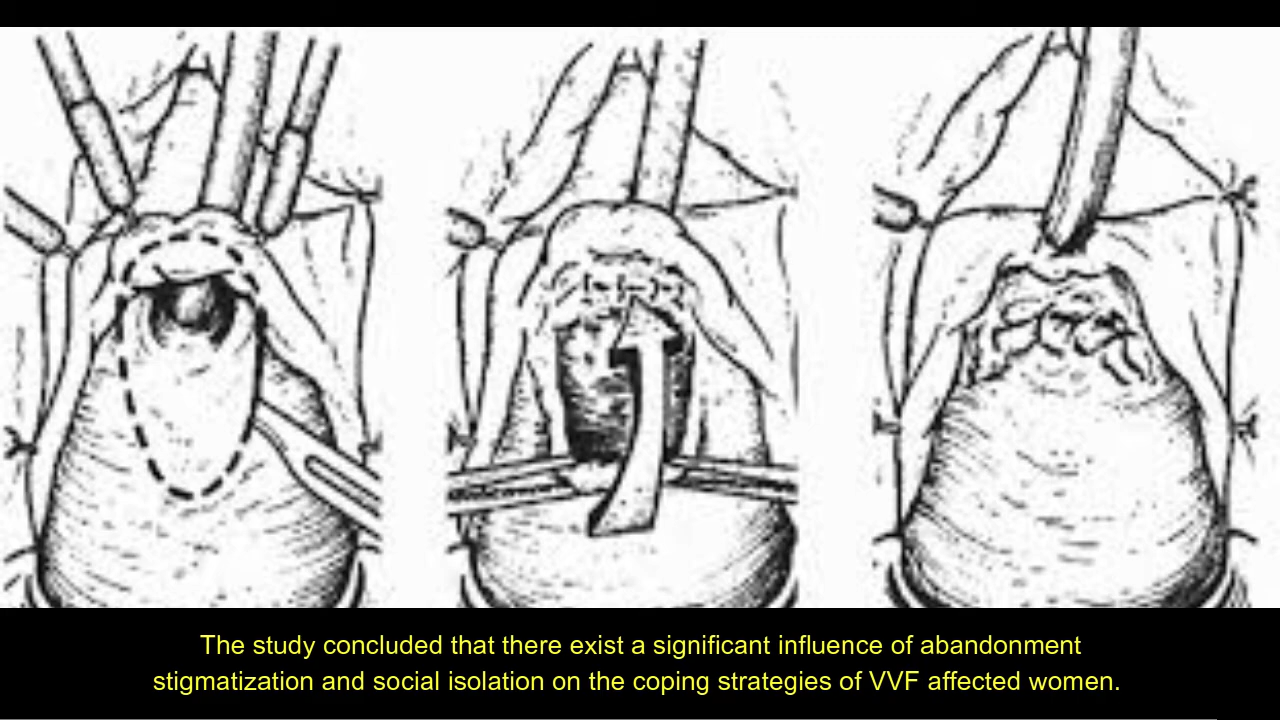 The study concluded that there exist a significant influence of abandonment
stigmatization and social isolation on the coping strategies of VVF affected women.